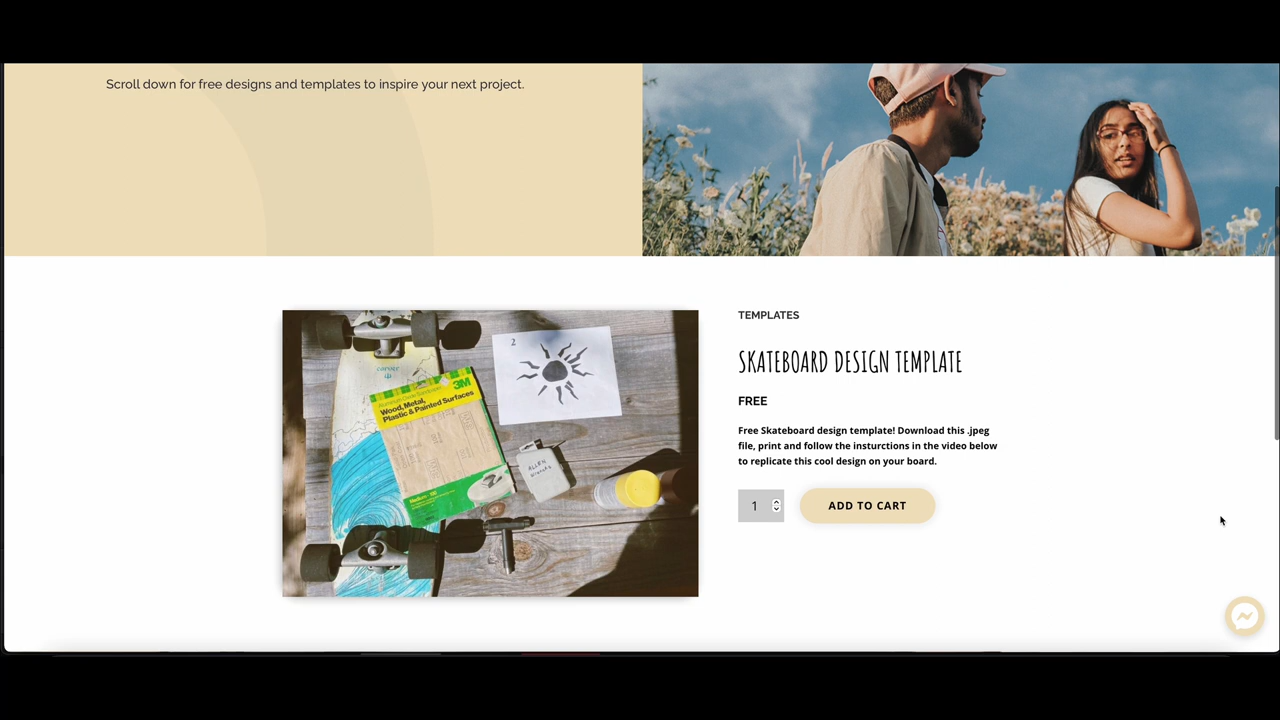 Scroll down for free designs and templates to inspire your next project.
TEMPLATES
SKATEBOARD DESIGN TEMPLATE
FREE
Free Skateboard design template! Download this .jpeg
file, print and follow the insturctions in the video below
to replicate this cool design on your board.
1
ADD TO CART
2
3M
Wood, Metal,
Plastic & Painted Surfaces
ALLEN